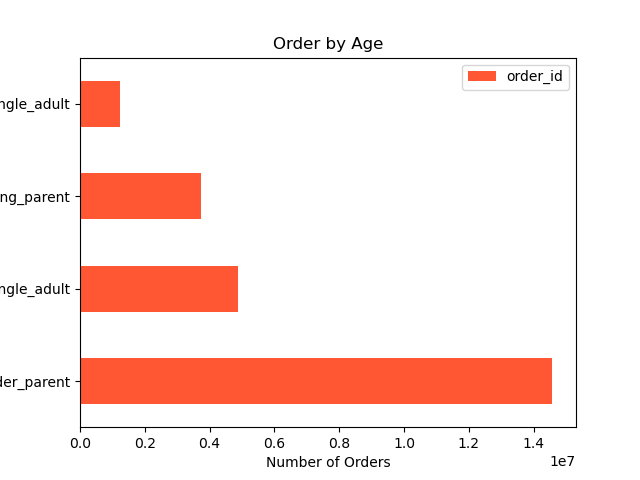 Order by Age
order_id
ngle_adult
ng_parent
ngle_adult
der_parent
0.0 0.2 0.4 0.6 0.8 1.0 1.2 1.4
1e7
Number of Orders